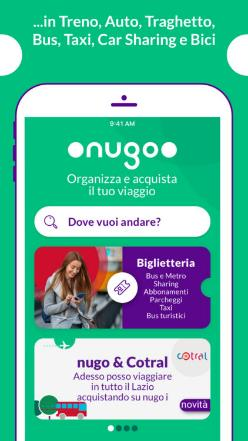 ...in Treno, Auto, Traghetto,
Bus, Taxi, Car Sharing e Bici
9:41 AM
nugo
Organizza e acquista
il tuo viaggio
Dove vuoi andare?
Biglietteria
Bus e Metro
Sharing
Abbonamenti
Parcheggi
Taxi
Bus turistici
nugo & Cotral
cotral
Adesso posso viaggiare
in tutto il Lazio
acquistando su nugo i
novità